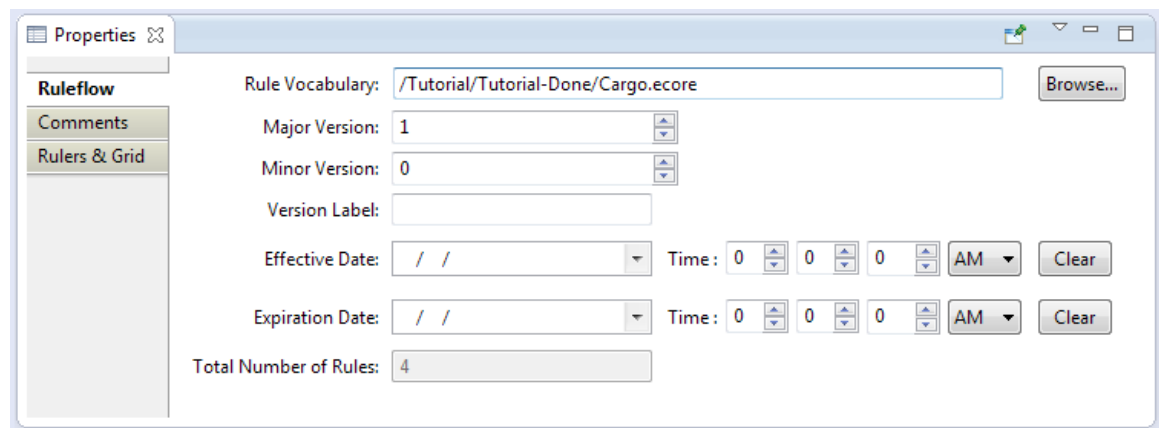 Properties
Ruleflow
Comments
Rulers & Grid
Rule Vocabulary: /Tutorial/Tutorial-Done/Cargo.ecore Browse...
Major Version: 1
Minor Version: 0
Version Label:
Effective Date: / / Time: 0 0 0 AM Clear
Expiration Date: / / Time: 0 0 0 AM Clear
Total Number of Rules: 4